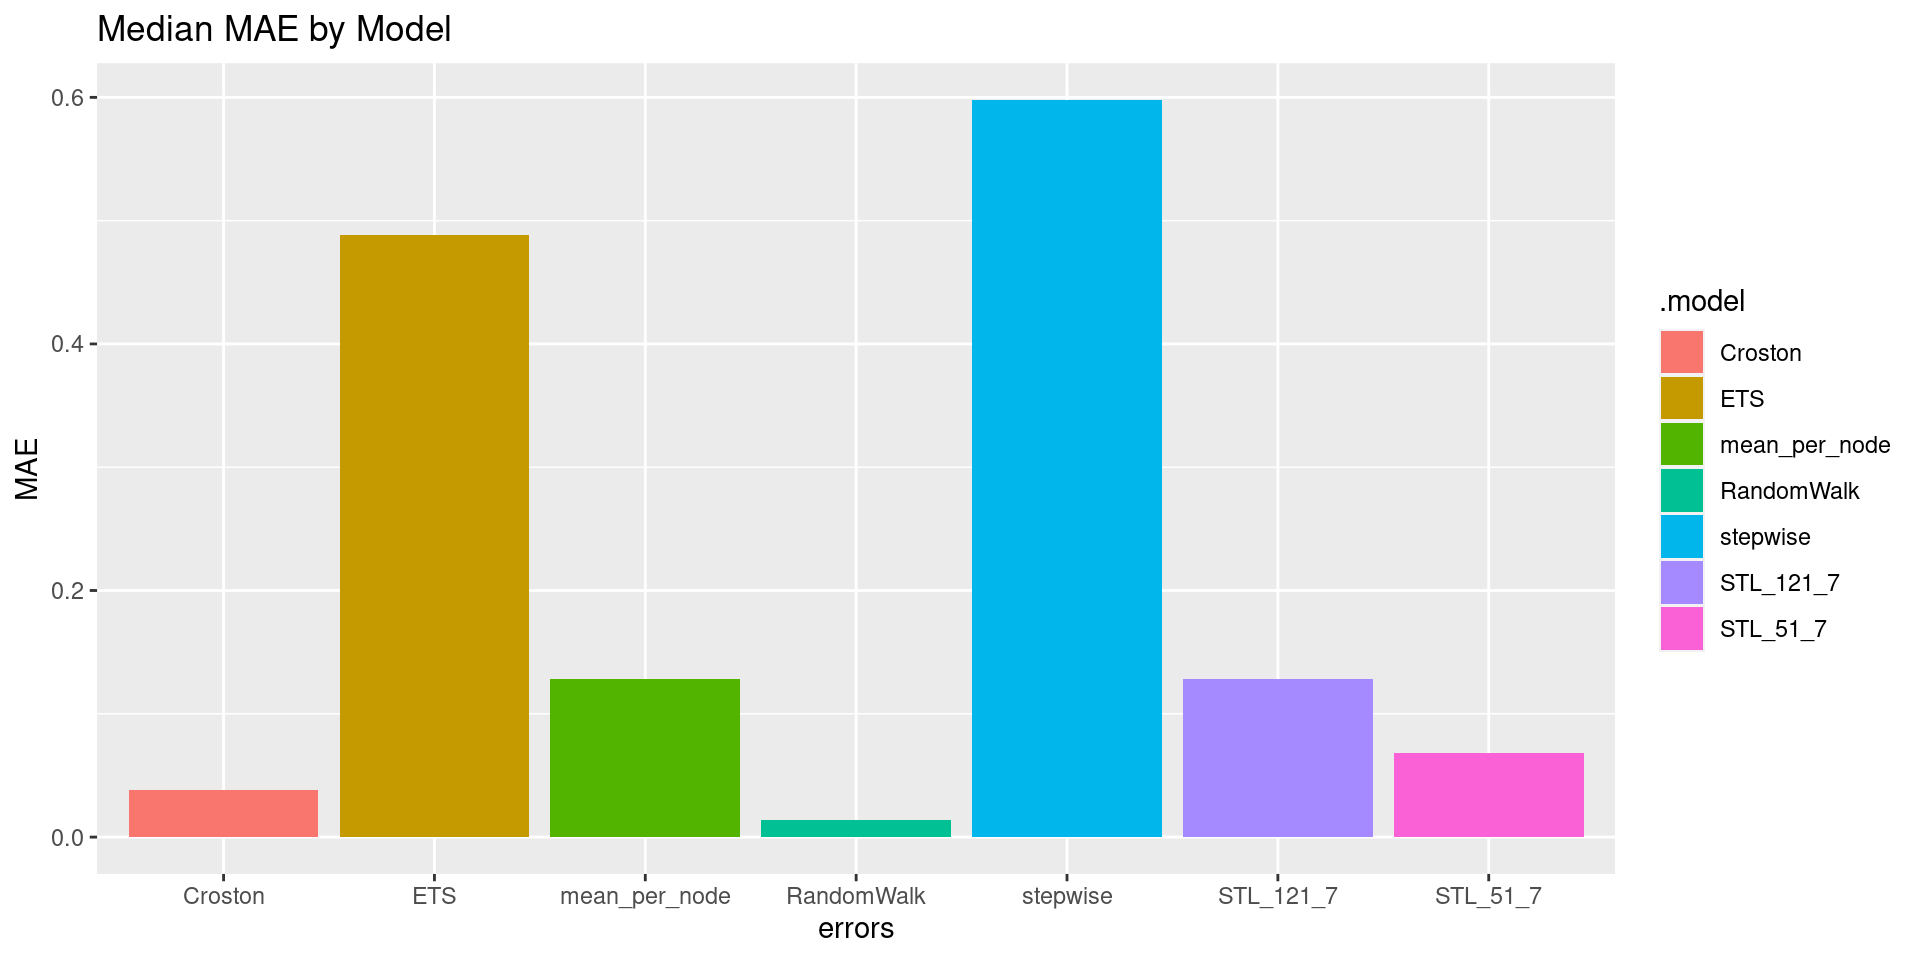 Median MAE by Model
0.6
0.4
0.2
0.0
MAE
Croston ETS mean_per_node RandomWalk stepwise STL_121_7 STL_51_7
errors
.model
Croston
ETS
mean_per_node
RandomWalk
stepwise
STL_121_7
STL_51_7